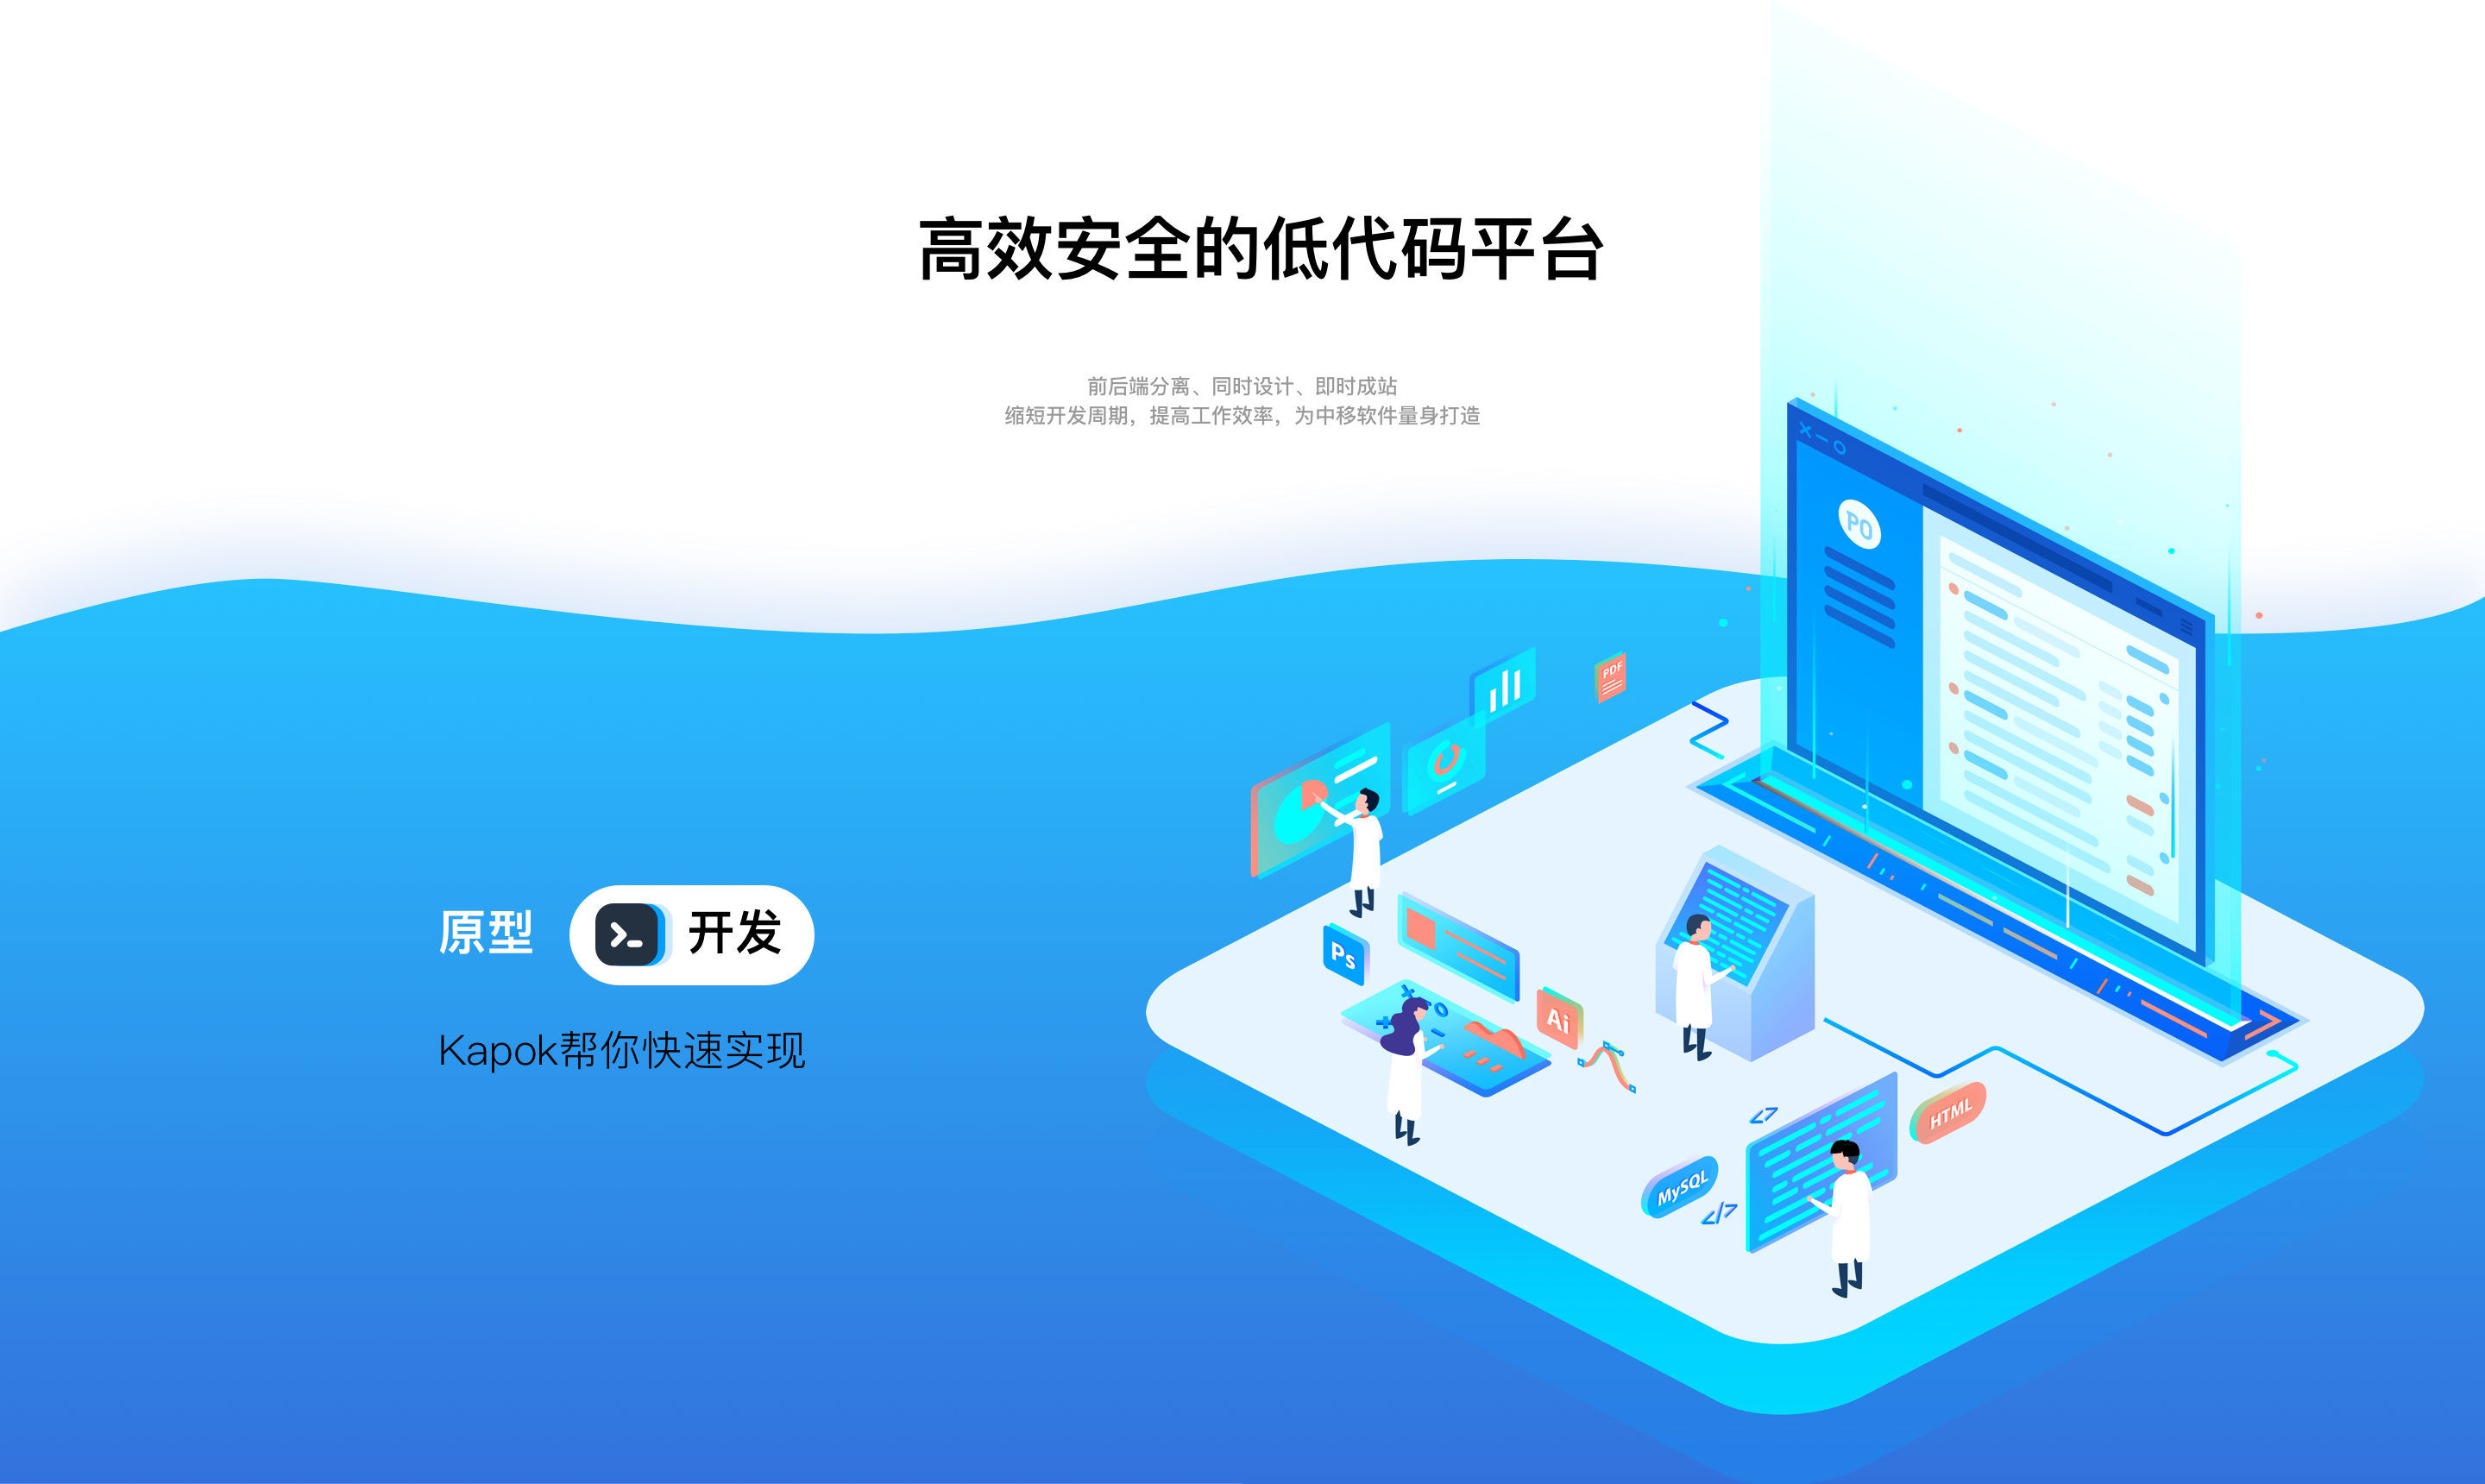 高效安全的低代码平台
前后端分离、同时设计、即时成站
缩短开发周期，提高工作效率，为中移软件量身打造
PO
PDF
原型 开发
Ps
Ai
Kapok帮你快速实现
HTML
</>
MySQL
</>